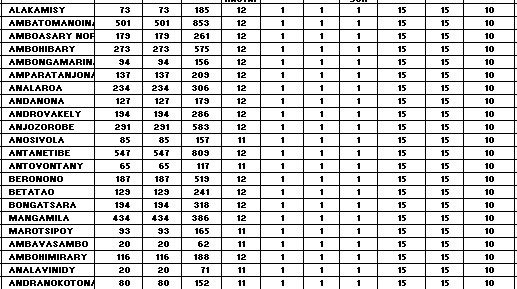 ALAKAMISY 73 73 185 12 1 1 1 15 15 10
AMBATOMANOINA 501 501 853 12 1 1 1 15 15 10
AMBOASARY NOR 179 179 261 12 1 1 1 15 15 10
AMBOHIBARY 273 273 575 12 1 1 1 15 15 10
AMBONGAMARINA 94 94 156 12 1 1 1 15 15 10
AMPARATANJONA 137 137 209 12 1 1 1 15 15 10
ANALAROA 234 234 306 12 1 1 1 15 15 10
ANDANONA 127 127 179 12 1 1 1 15 15 10
ANDROVAKELY 194 194 286 12 1 1 1 15 15 10
ANJOZOROBE 291 291 583 12 1 1 1 15 15 10
ANOSIVOLA 85 85 157 11 1 1 1 15 15 10
ANTANETIBE 547 547 809 12 1 1 1 15 15 10
ANTOVONTANY 65 65 117 11 1 1 1 15 15 10
BERONONO 187 187 519 12 1 1 1 15 15 10
BETATAO 129 129 241 12 1 1 1 15 15 10
BONGATSARA 194 194 318 12 1 1 1 15 15 10
MANGAMILA 434 434 386 12 1 1 1 15 15 10
MAROTSIPOY 93 93 165 11 1 1 1 15 15 10
AMBAVASAMBO 20 20 62 11 1 1 1 15 15 10
AMBOHIMIRARY 116 116 188 12 1 1 1 15 15 10
ANALAVINIDY 20 20 71 11 1 1 1 15 15 10
ANDRANOKOTONA 80 80 152 11 1 1 1 15 15 10